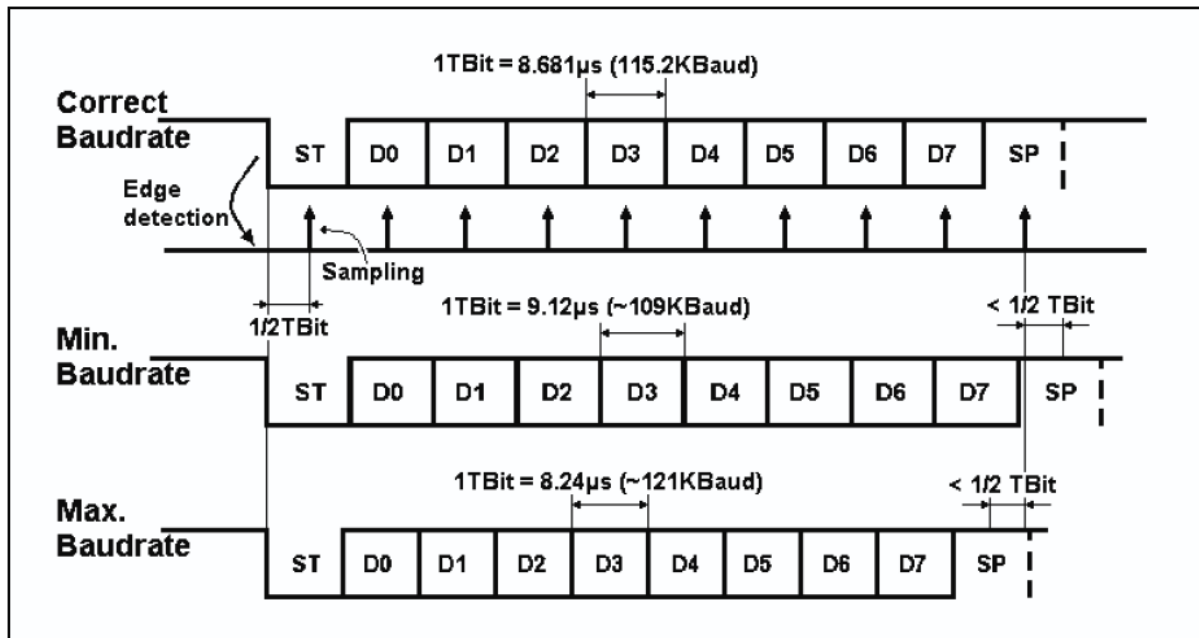 1TBit = 8.681µs (115.2KBaud)
Correct
Baudrate
ST D0 D1 D2 D3 D4 D5 D6 D7 SP
Edge
detection
Sampling
1/2TBit
1TBit = 9.12µs (~109KBaud)
< 1/2 TBit
Min.
Baudrate
ST D0 D1 D2 D3 D4 D5 D6 D7 SP
1TBit = 8.24µs (~121KBaud)
< 1/2 TBit
Max.
Baudrate
ST D0 D1 D2 D3 D4 D5 D6 D7 SP